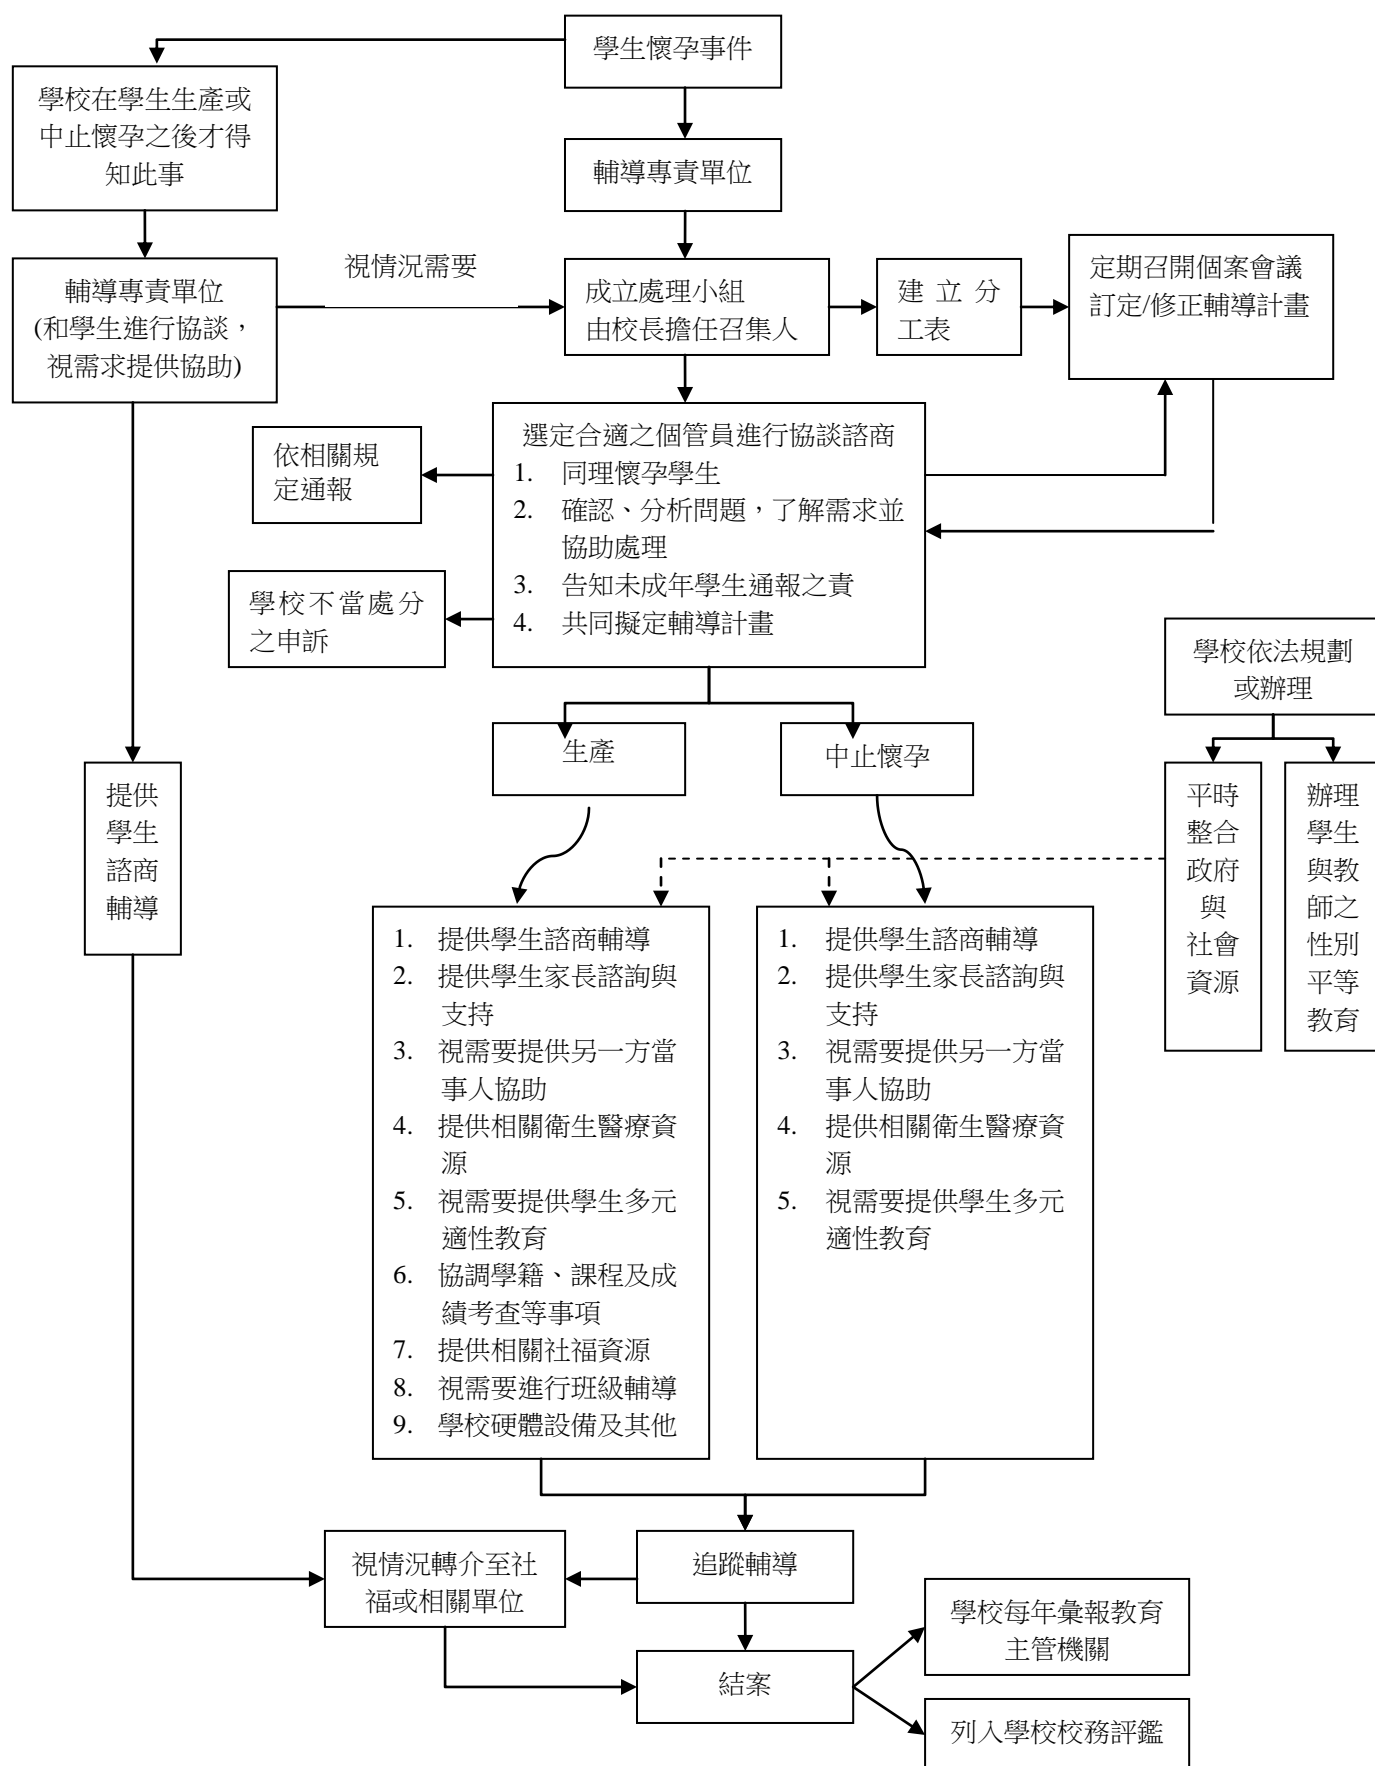 學生懷孕事件
學校在學生生產或
中止懷孕之後才得
知此事
輔導專責單位
輔導專責單位
(和學生進行協談，
視需求提供協助)
視情況需要
成立處理小組
由校長擔任召集人
建立分
工表
定期召開個案會議
訂定/修正輔導計畫
選定合適之個管員進行協談諮商
1. 同理懷孕學生
2. 確認、分析問題，了解需求並
協助處理
3. 告知未成年學生通報之責
4. 共同擬定輔導計畫
依相關規
定通報
學校不當處分
之申訴
學校依法規劃
或辦理
生產
中止懷孕
提供
學生
諮商
輔導
平時
整合
政府
與
社會
資源
辦理
學生
與教
師之
性別
平等
教育
1. 提供學生諮商輔導
2. 提供學生家長諮詢與
支持
3. 視需要提供另一方當
事人協助
4. 提供相關衛生醫療資
源
5. 視需要提供學生多元
適性教育
6. 協調學籍、課程及成
績考查等事項
7. 提供相關社福資源
8. 視需要進行班級輔導
9. 學校硬體設備及其他
1. 提供學生諮商輔導
2. 提供學生家長諮詢與
支持
3. 視需要提供另一方當
事人協助
4. 提供相關衛生醫療資
源
5. 視需要提供學生多元
適性教育
視情況轉介至社
福或相關單位
追蹤輔導
結案
學校每年彙報教育
主管機關
列入學校校務評鑑